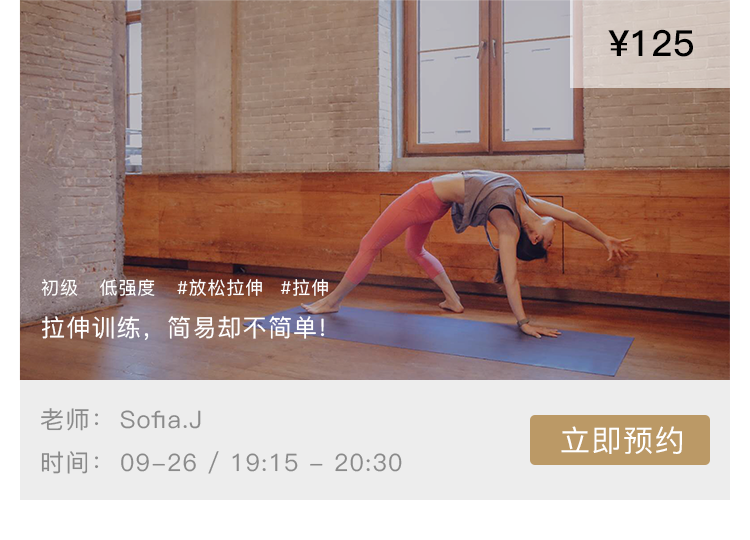 ¥125
初级 低强度 #放松拉伸 #拉伸
拉伸训练，简易却不简单!
老师： Sofia.J
时间： 09-26 / 19:15 - 20:30
立即预约